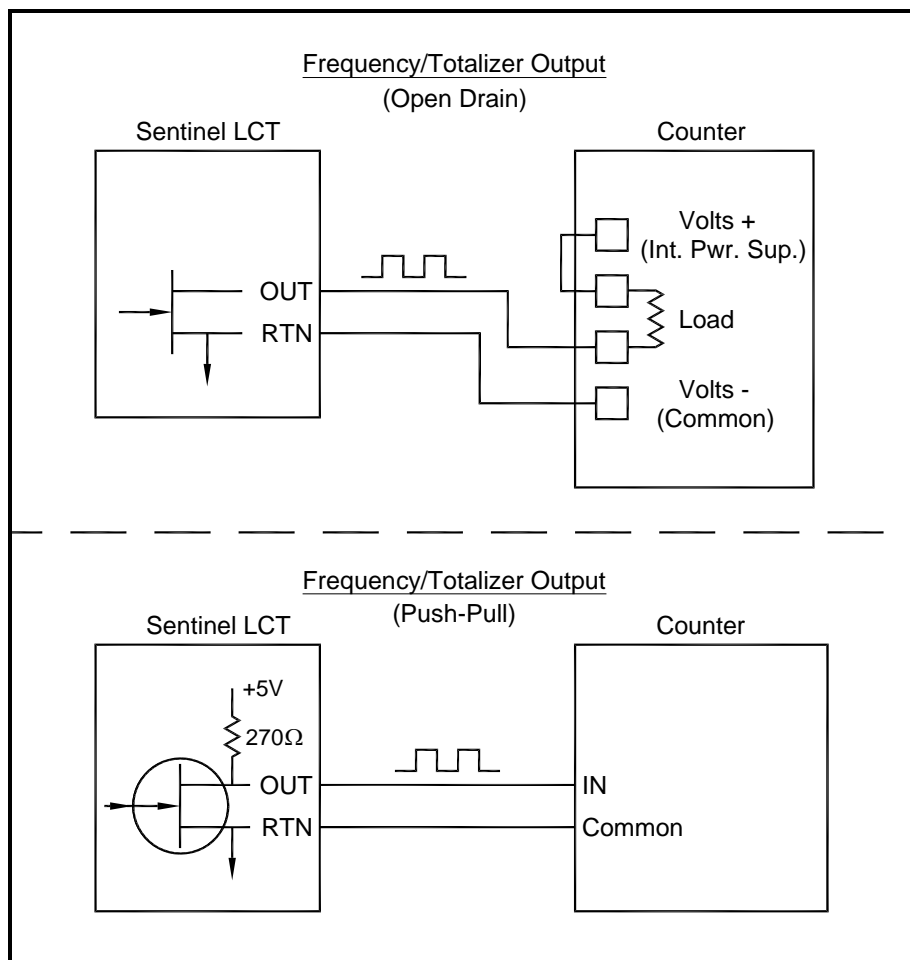 Frequency/Totalizer Output
(Open Drain)
Sentinel LCT
Counter
Volts +
(Int. Pwr. Sup.)
OUT
Load
RTN
Volts -
(Common)
Frequency/Totalizer Output
(Push-Pull)
Sentinel LCT
Counter
+5V
270Ω
OUT
IN
RTN
Common